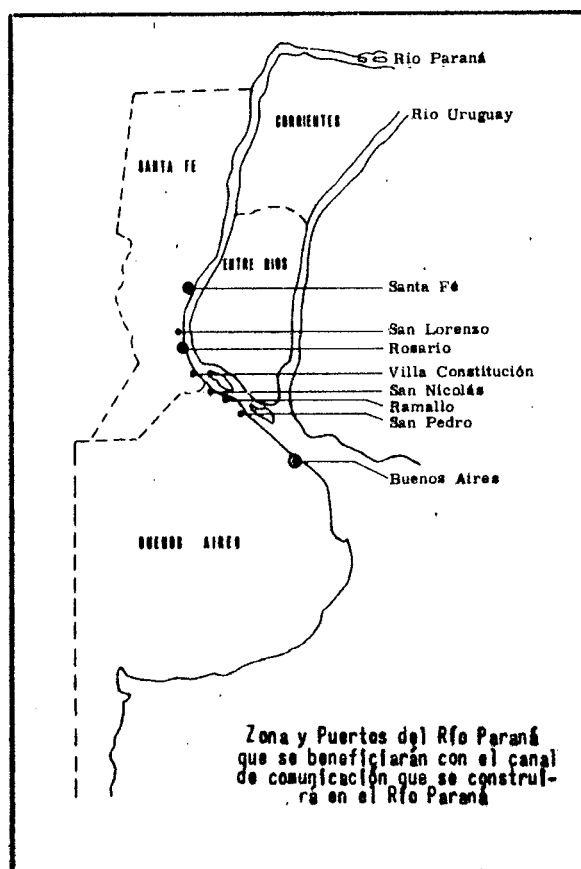 Río Paraná
CORRIENTES
Río Uruguay
SANTA FE
ENTRE RIOS
Santa Fé
San Lorenzo
Rosario
Villa Constitución
San Nicolás
Ramallo
San Pedro
Buenos Aires
BUENOS AIRES
Zona y Puertos del Río Paraná
que se beneficiarán con el canal
de comunicación que se construi-
rá en el Río Paraná